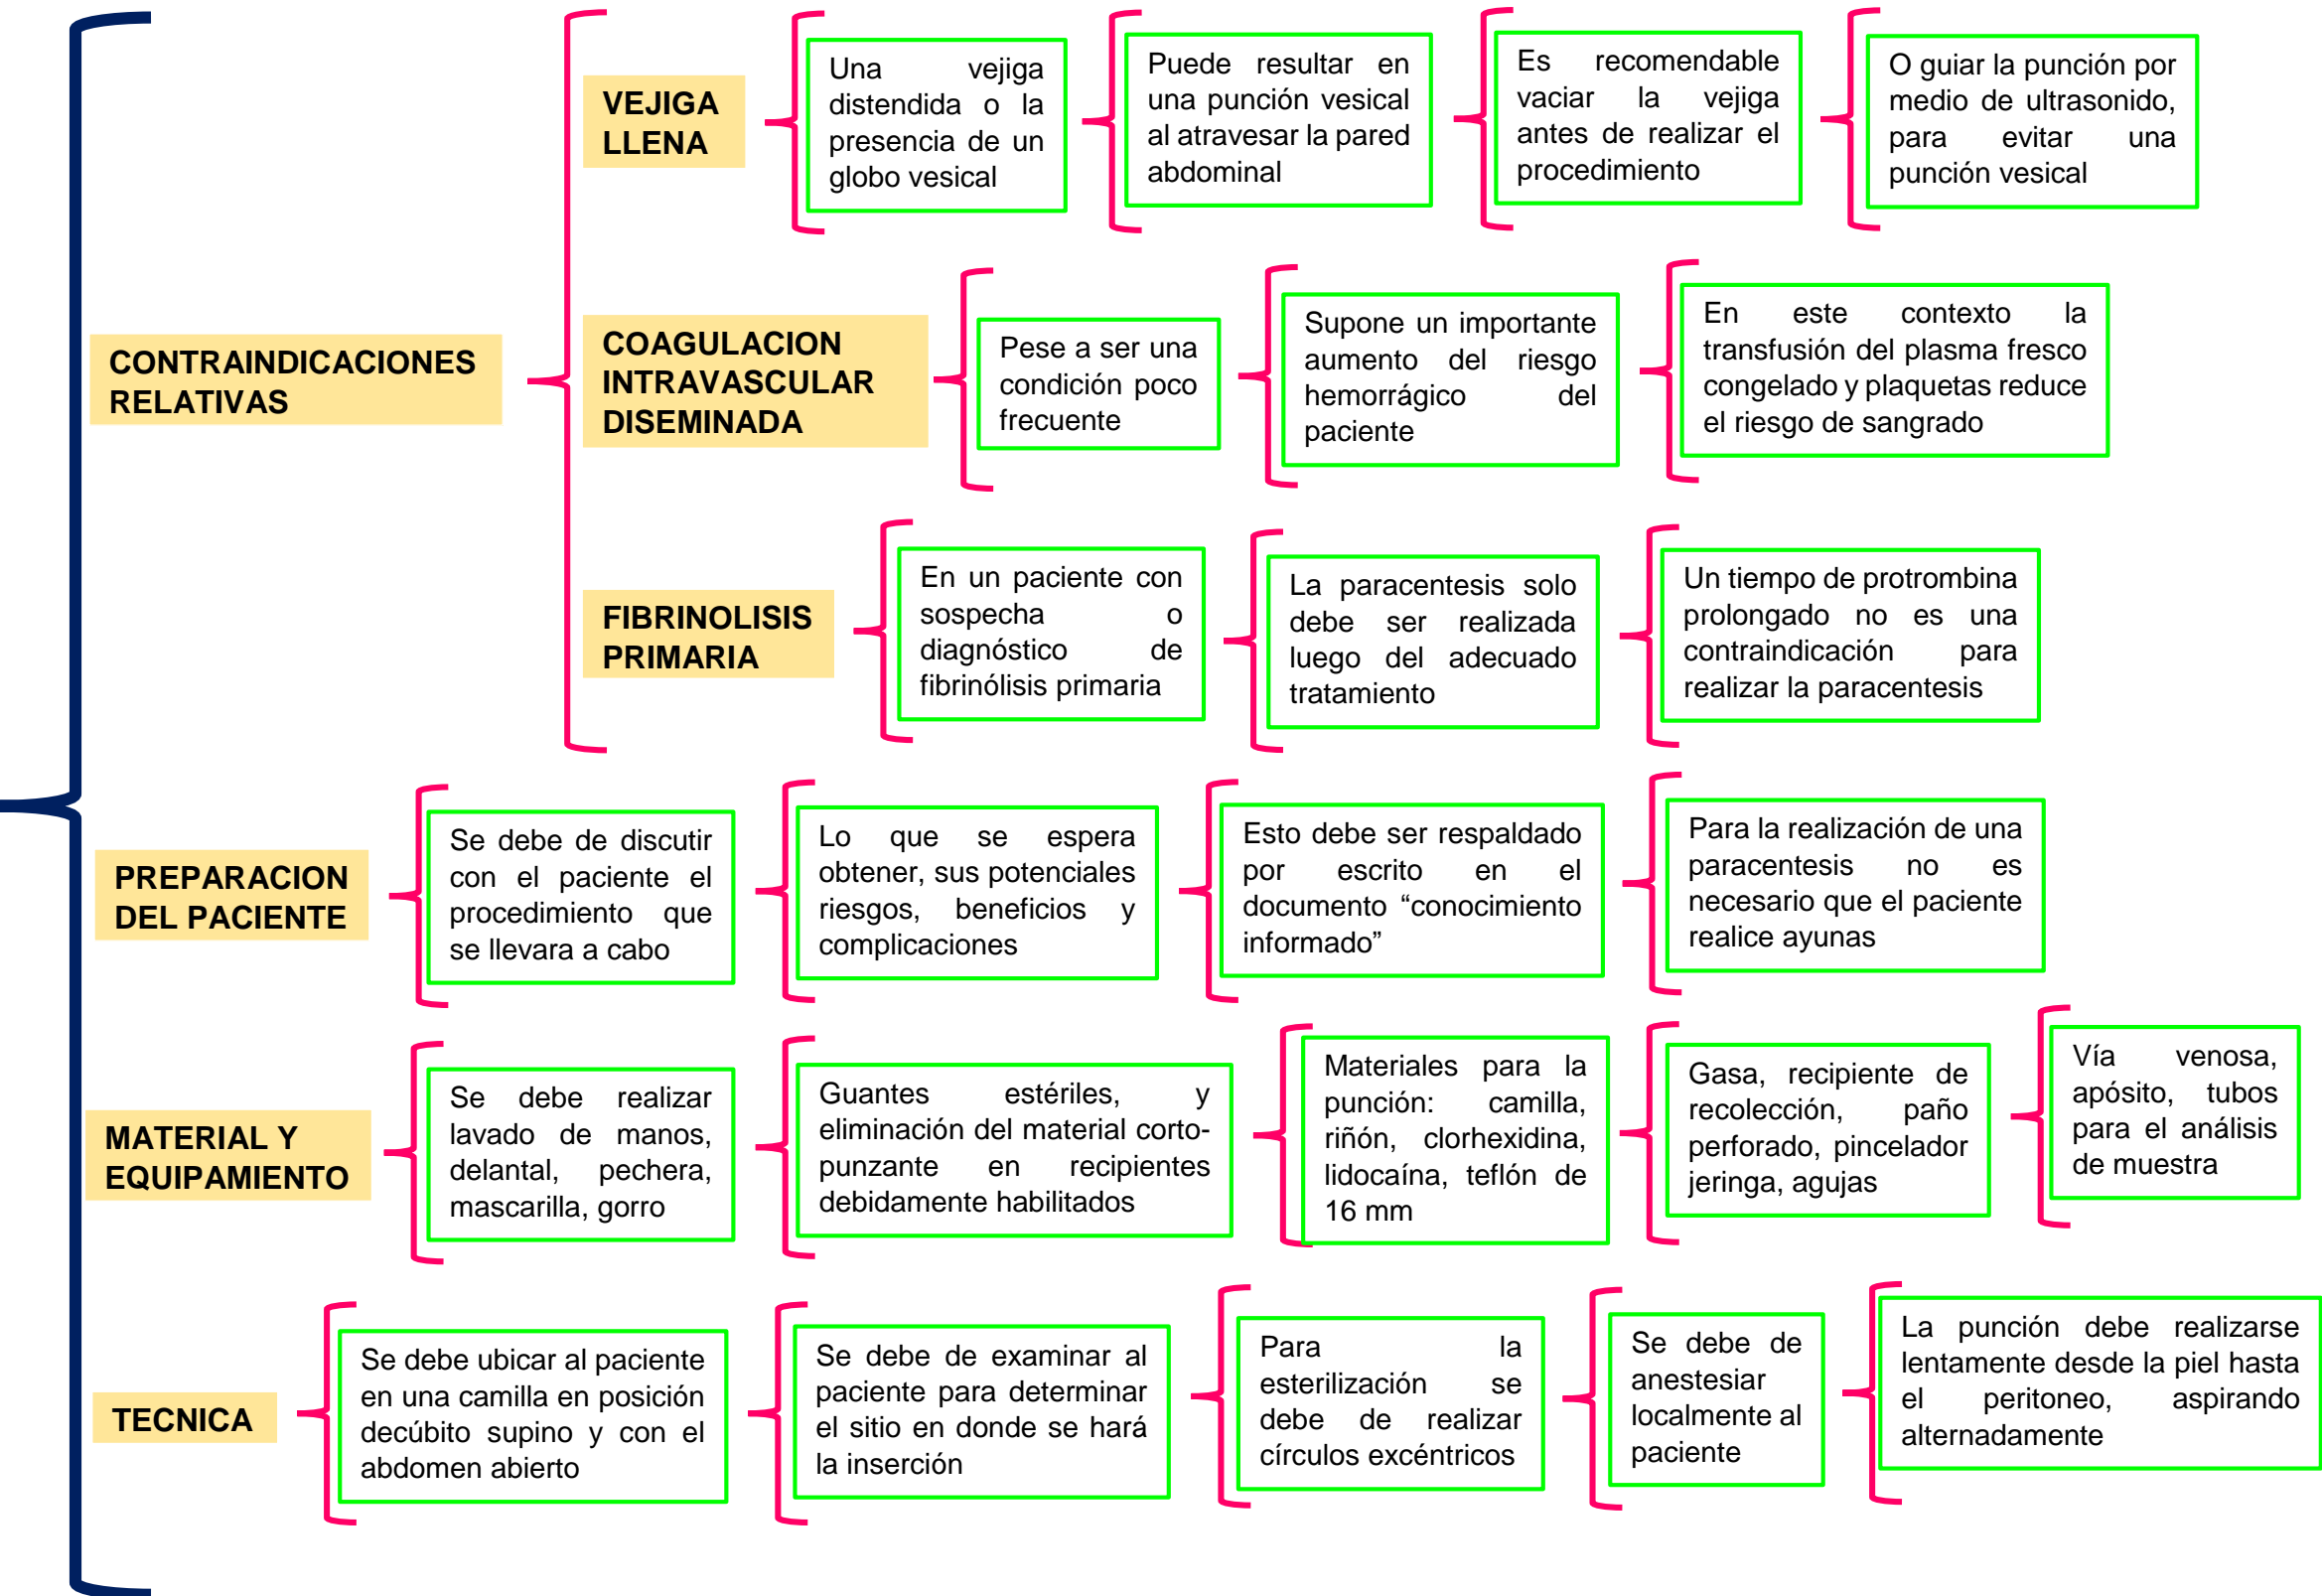 VEJIGA
LLENA
Una vejiga
distendida o la
presencia de un
globo vesical
Puede resultar en
una punción vesical
al atravesar la pared
abdominal
Es recomendable
vaciar la vejiga
antes de realizar el
procedimiento
O guiar la punción por
medio de ultrasonido,
para evitar una
punción vesical
CONTRAINDICACIONES
RELATIVAS
COAGULACION
INTRAVASCULAR
DISEMINADA
Pese a ser una
condición poco
frecuente
Supone un importante
aumento del riesgo
hemorrágico del
paciente
En este contexto la
transfusión del plasma fresco
congelado y plaquetas reduce
el riesgo de sangrado
FIBRINOLISIS
PRIMARIA
En un paciente con
sospecha o
diagnóstico de
fibrinólisis primaria
La paracentesis solo
debe ser realizada
luego del adecuado
tratamiento
Un tiempo de protrombina
prolongado no es una
contraindicación para
realizar la paracentesis
PREPARACION
DEL PACIENTE
Se debe de discutir
con el paciente el
procedimiento que
se llevara a cabo
Lo que se espera
obtener, sus potenciales
riesgos, beneficios y
complicaciones
Esto debe ser respaldado
por escrito en el
documento “conocimiento
informado”
Para la realización de una
paracentesis no es
necesario que el paciente
realice ayunas
MATERIAL Y
EQUIPAMIENTO
Se debe realizar
lavado de manos,
delantal, pechera,
mascarilla, gorro
Guantes estériles, y
eliminación del material corto-
punzante en recipientes
debidamente habilitados
Materiales para la
punción: camilla,
riñón, clorhexidina,
lidocaína, teflón de
16 mm
Gasa, recipiente de
recolección, paño
perforado, pincelador
jeringa, agujas
Vía venosa,
apósito, tubos
para el análisis
de muestra
TECNICA
Se debe ubicar al paciente
en una camilla en posición
decúbito supino y con el
abdomen abierto
Se debe de examinar al
paciente para determinar
el sitio en donde se hará
la inserción
Para la
esterilización se
debe de realizar
círculos excéntricos
Se debe de
anestesiar
localmente al
paciente
La punción debe realizarse
lentamente desde la piel hasta
el peritoneo, aspirando
alternadamente